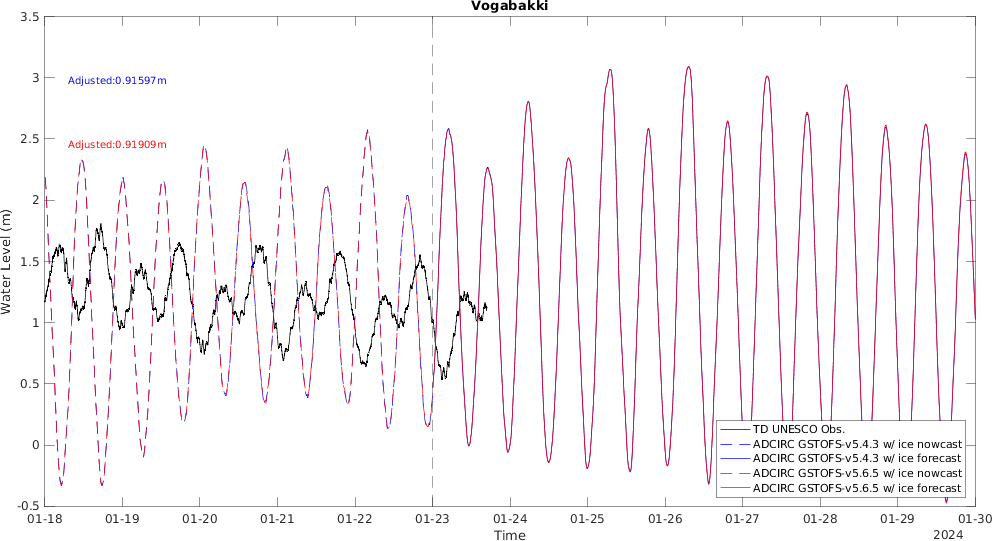 Vogabakki
3.5
3
2.5
2
1.5
1
0.5
0
-0.5
Water Level (m)
Adjusted:0.91597m
Adjusted:0.91909m
TD UNESCO Obs.
ADCIRC GSTOFS-v5.4.3 w/ ice nowcast
ADCIRC GSTOFS-v5.4.3 w/ ice forecast
ADCIRC GSTOFS-v5.6.5 w/ ice nowcast
ADCIRC GSTOFS-v5.6.5 w/ ice forecast
01-18 01-19 01-20 01-21 01-22 01-23 01-24 01-25 01-26 01-27 01-28 01-29 01-30
Time
2024